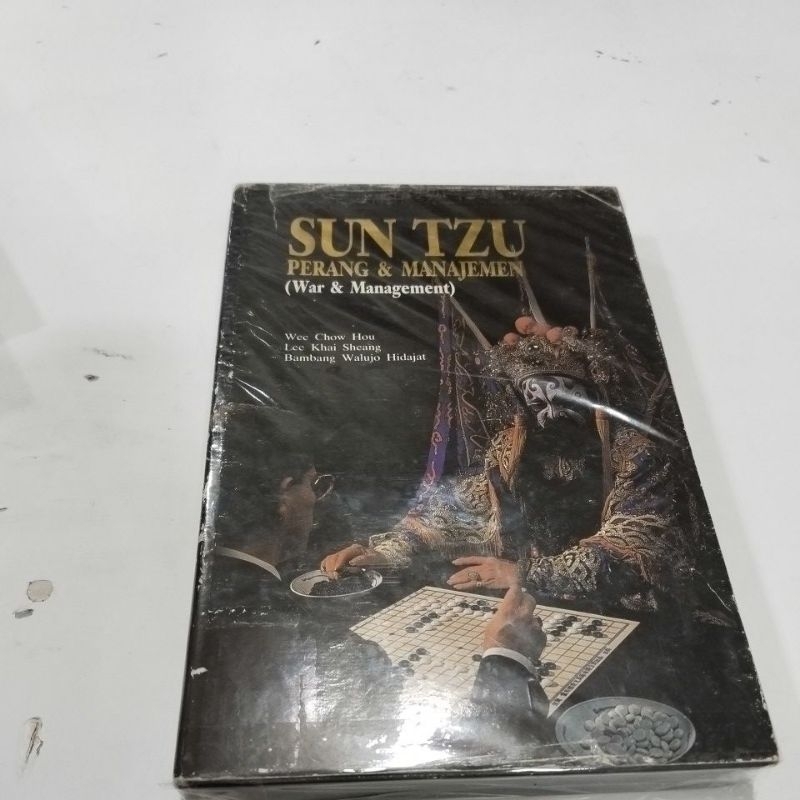 SUN TZU
PERANG & MANAJEMEN
(War & Management)
Wee Chow Hou
Lee Khai Sheang
Bambang Walujo Hidajat